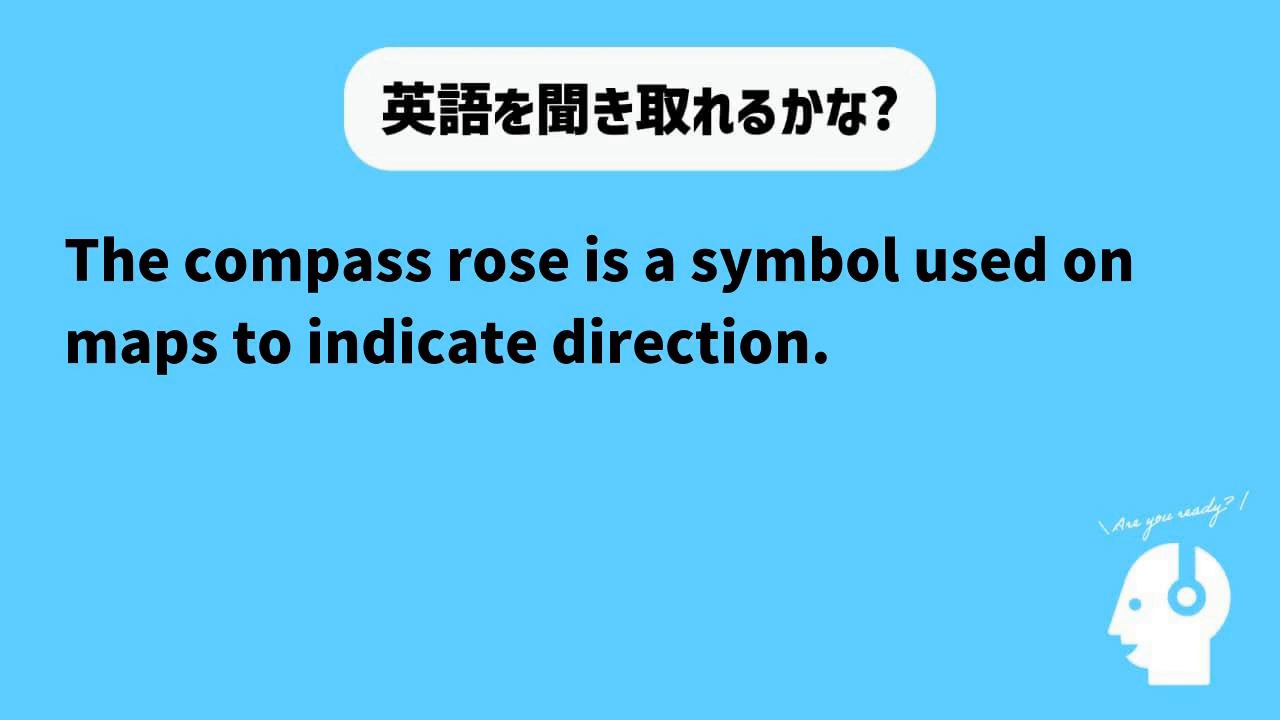 英語を聞き取れるかな?
The compass rose is a symbol used on
maps to indicate direction.
\ Are you ready? /